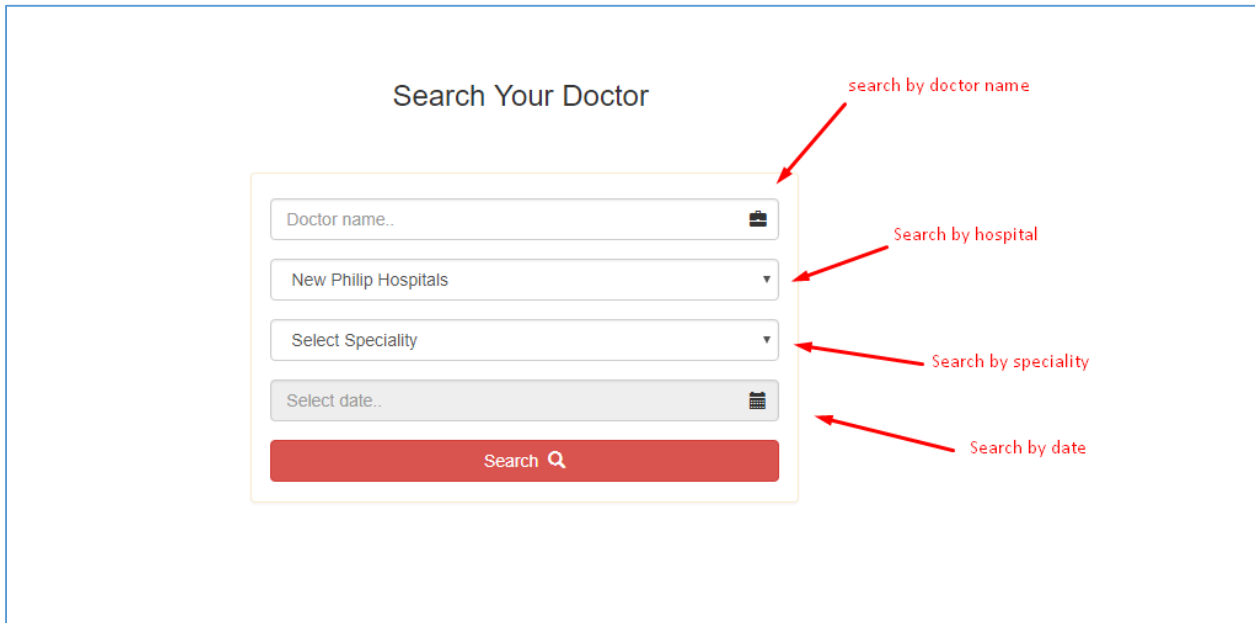 Search Your Doctor
search by doctor name
Doctor name..
Search by hospital
New Philip Hospitals
Select Speciality
Search by speciality
Select date..
Search by date
Search